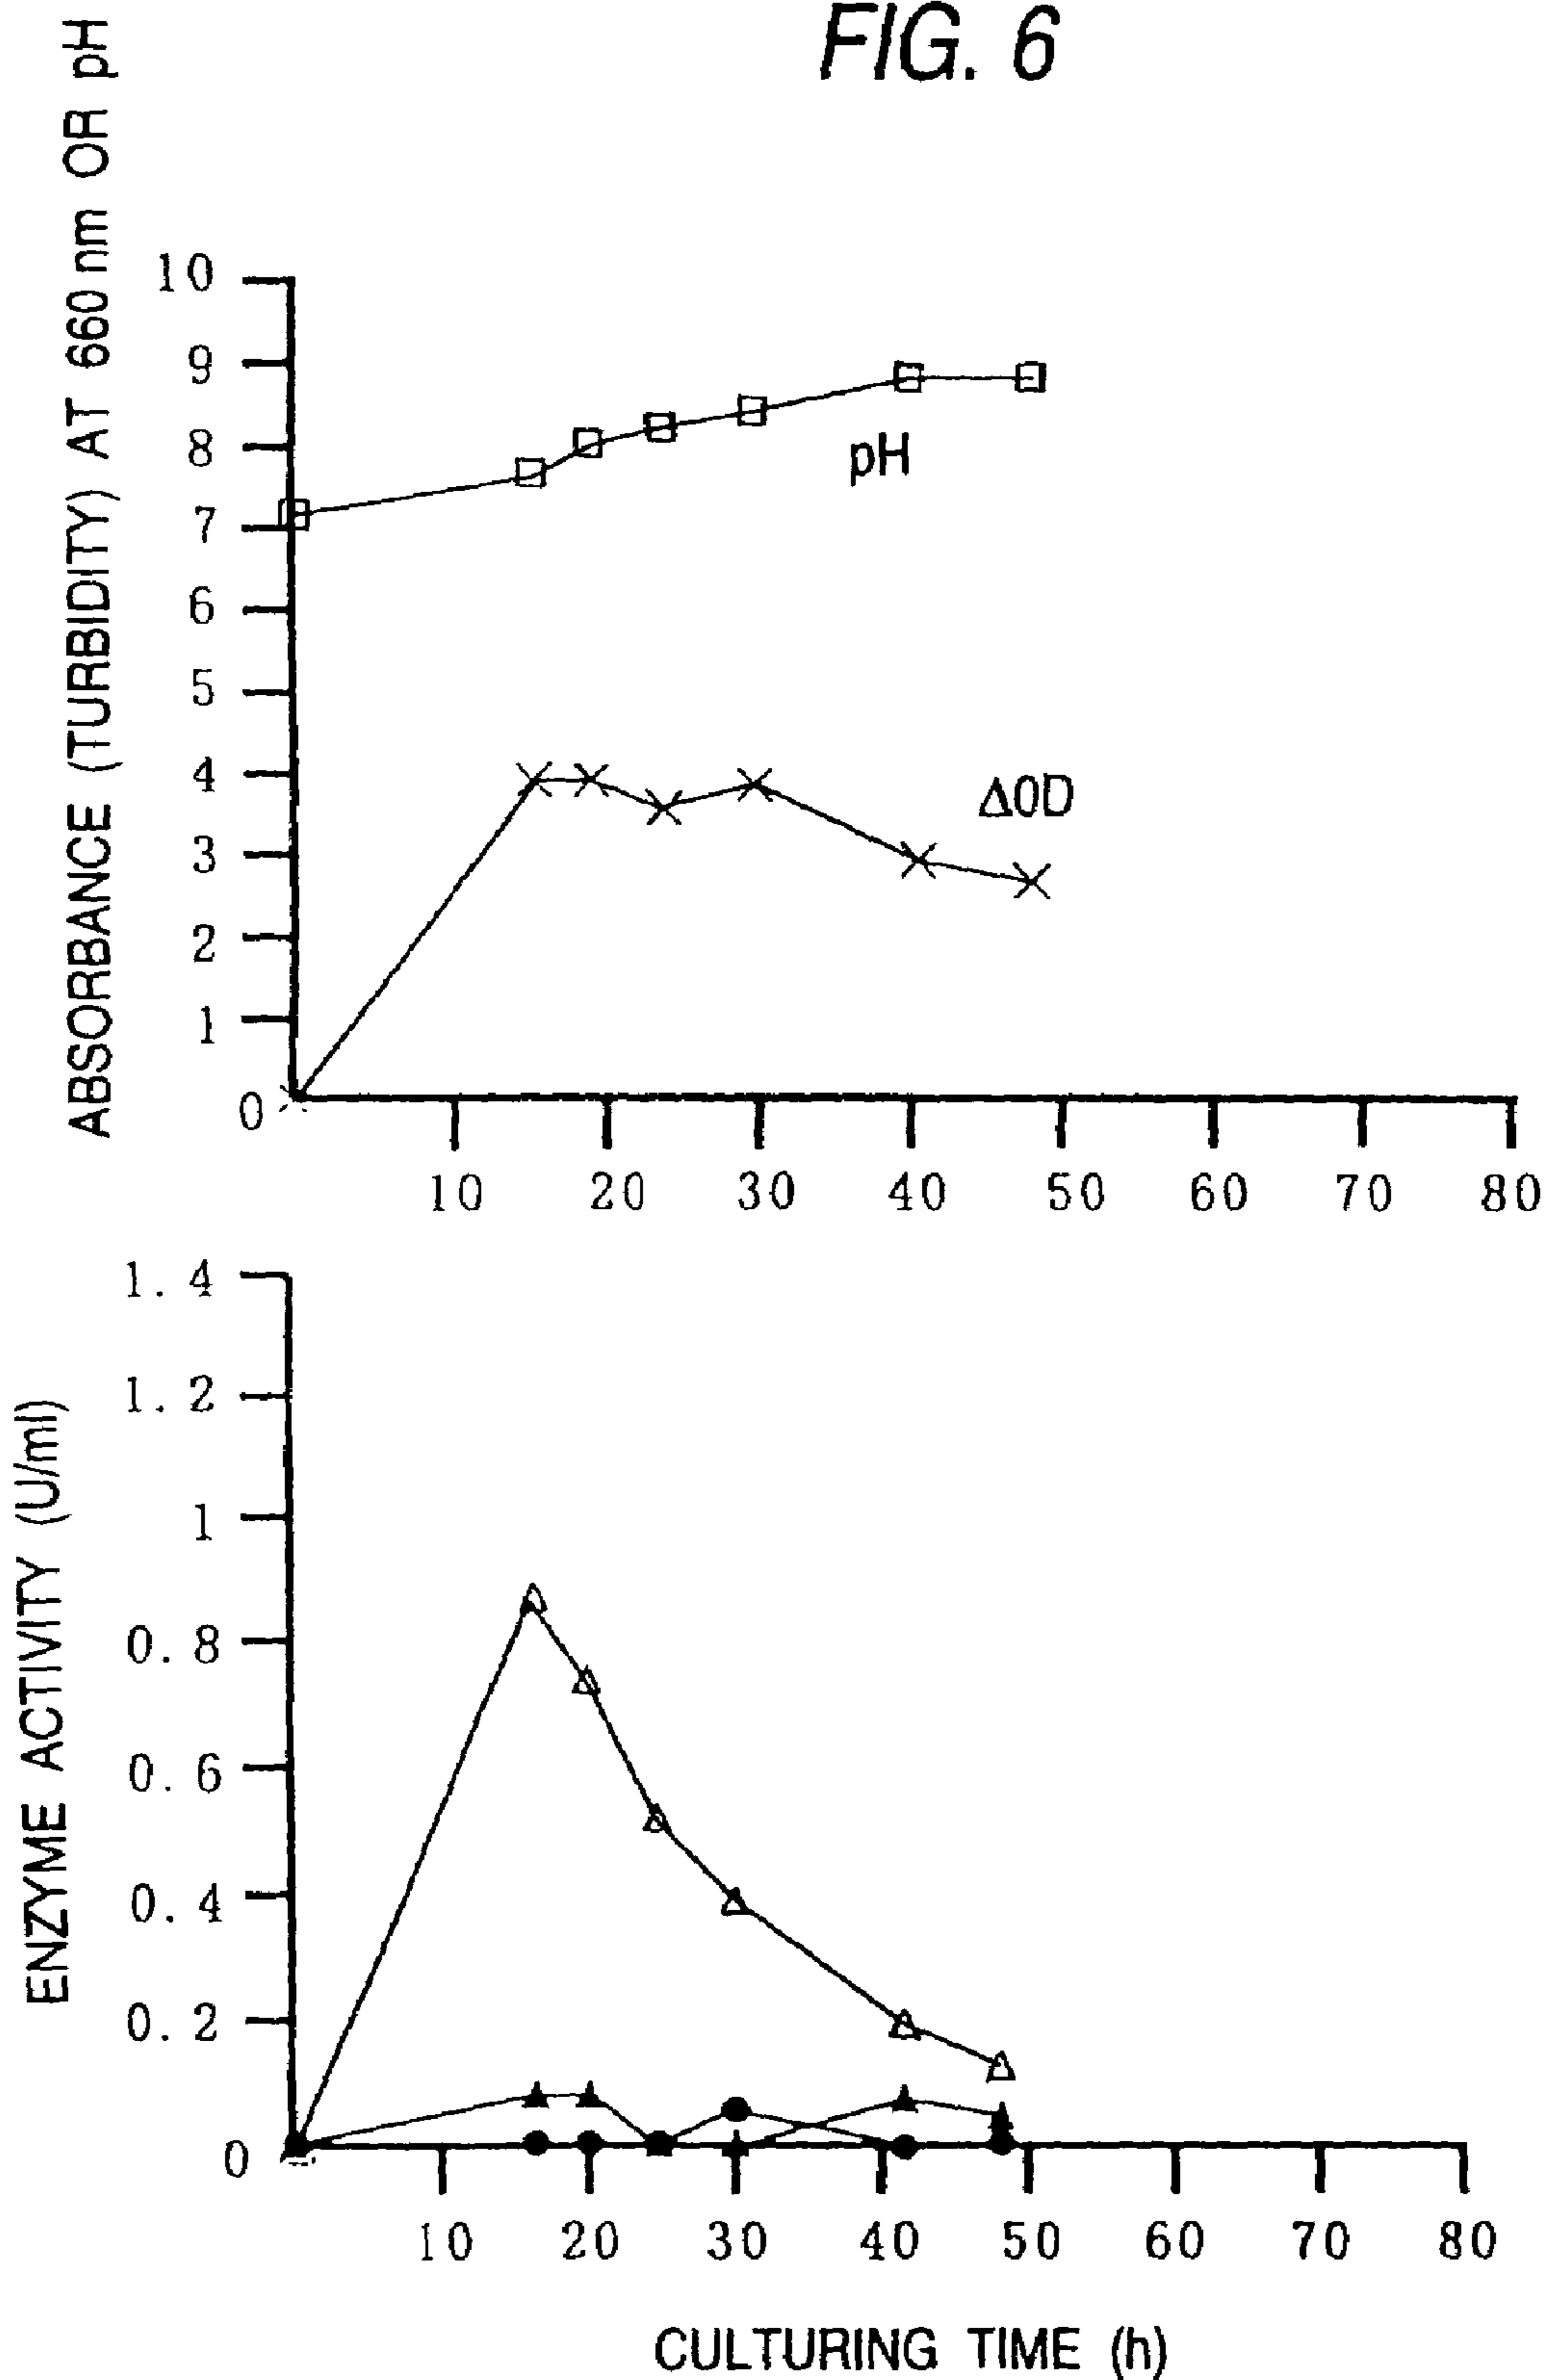 FIG. 6
ABSORBANCE (TURBIDITY) AT 660 nm OR pH
10
9
8
7
6
5
4
3
2
1
0
pH
Δ0D
10 20 30 40 50 60 70 80
ENZYME ACTIVITY (U/ml)
1. 4
1. 2
1
0. 8
0. 6
0. 4
0. 2
0
10 20 30 40 50 60 70 80
CULTURING TIME (h)